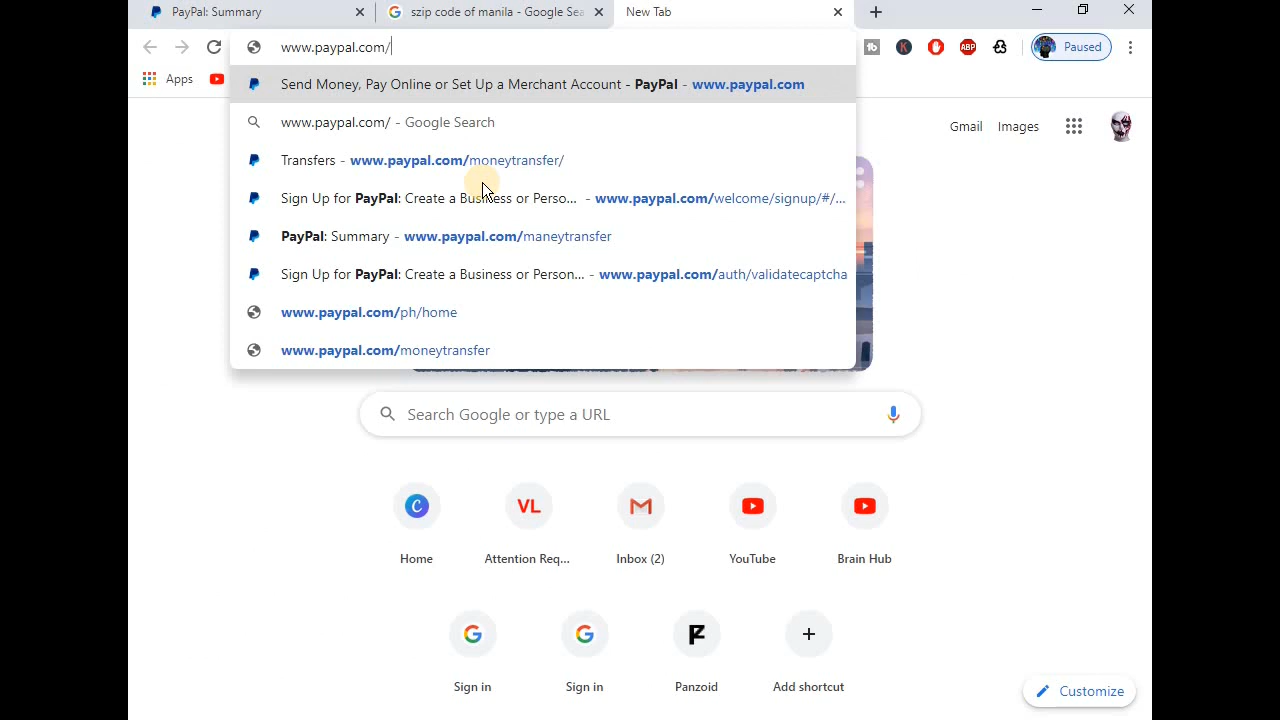 PayPal: Summary
szip code of manila - Google Sea
New Tab
www.paypal.com/
tb
K
ABP
Paused
Apps
Send Money, Pay Online or Set Up a Merchant Account - PayPal - www.paypal.com
www.paypal.com/ - Google Search
Transfers - www.paypal.com/moneytransfer/
Sign Up for PayPal: Create a Business or Perso... - www.paypal.com/welcome/signup/#/...
PayPal: Summary - www.paypal.com/maneytransfer
Sign Up for PayPal: Create a Business or Person... - www.paypal.com/auth/validatecaptcha
www.paypal.com/ph/home
www.paypal.com/moneytransfer
Gmail Images
Search Google or type a URL
VL
Home
Attention Req...
Inbox (2)
YouTube
Brain Hub
Sign in
Sign in
Panzoid
Add shortcut
Customize